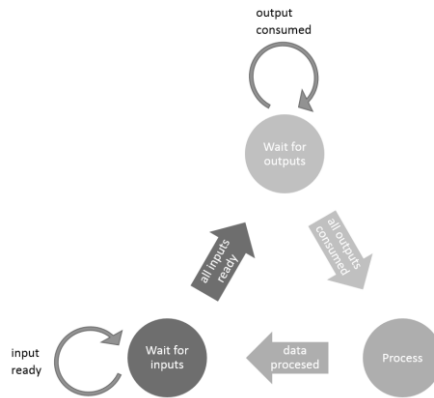 output
consumed
Wait for
outputs
all inputs
ready
all outputs
consumed
input
ready
Wait for
inputs
data
procesed
Process